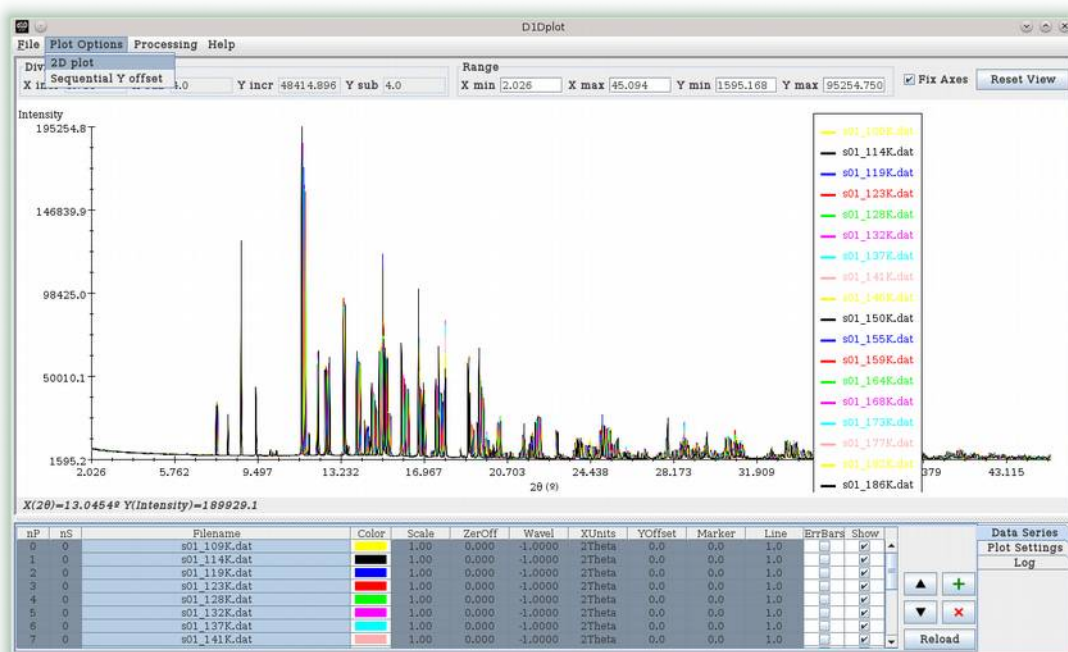 D1Dplot
File Plot Options Processing Help
2D plot
Sequential Y offset
Div
X in 4.0 Y incr 48414.896 Y sub 4.0
Range
X min 2.026 X max 45.094 Y min 1595.168 Y max 95254.750
Fix Axes Reset View
Intensity
195254.8
146839.9
98425.0
50010.1
1595.2
2.026 5.762 9.497 13.232 16.967 20.703 24.438 28.173 31.909 379 43.115
2θ (º)
s01_109K.dat
s01_114K.dat
s01_119K.dat
s01_123K.dat
s01_128K.dat
s01_132K.dat
s01_137K.dat
s01_141K.dat
s01_146K.dat
s01_150K.dat
s01_155K.dat
s01_159K.dat
s01_164K.dat
s01_168K.dat
s01_173K.dat
s01_177K.dat
s01_182K.dat
s01_186K.dat
X(2θ)=13.0454º Y(Intensity)=189929.1
nP nS Filename Color Scale ZerOff Wavel XUnits YOffset Marker Line ErrBars Show
0 0 s01_109K.dat 1.00 0.000 -1.0000 2Theta 0.0 0.0 1.0
1 0 s01_114K.dat 1.00 0.000 -1.0000 2Theta 0.0 0.0 1.0
2 0 s01_119K.dat 1.00 0.000 -1.0000 2Theta 0.0 0.0 1.0
3 0 s01_123K.dat 1.00 0.000 -1.0000 2Theta 0.0 0.0 1.0
4 0 s01_128K.dat 1.00 0.000 -1.0000 2Theta 0.0 0.0 1.0
5 0 s01_132K.dat 1.00 0.000 -1.0000 2Theta 0.0 0.0 1.0
6 0 s01_137K.dat 1.00 0.000 -1.0000 2Theta 0.0 0.0 1.0
7 0 s01_141K.dat 1.00 0.000 -1.0000 2Theta 0.0 0.0 1.0
Data Series
Plot Settings
Log
Reload